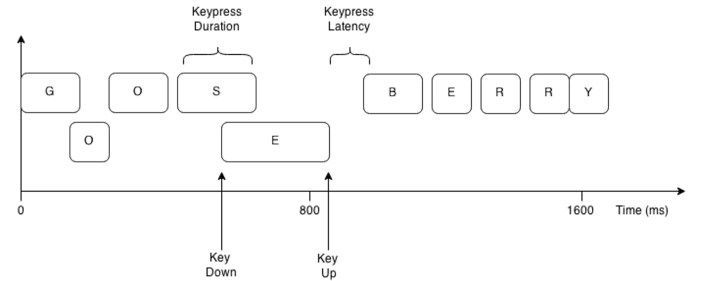 Keypress
Duration
Keypress
Latency
G
O
S
B
E
R
R
Y
O
E
0
800
1600
Time (ms)
Key
Down
Key
Up